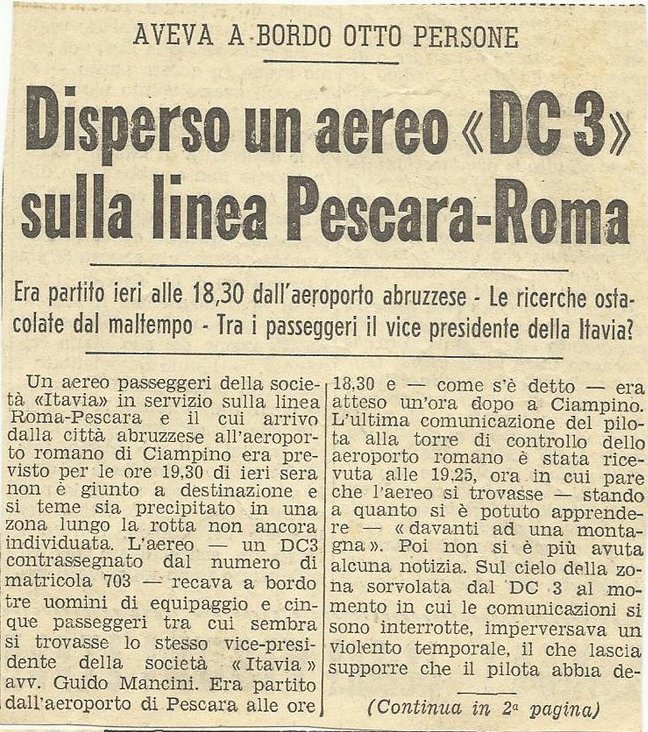 AVEVA A BORDO OTTO PERSONE
Disperso un aereo «DC 3»
sulla linea Pescara-Roma
Era partito ieri alle 18,30 dall'aeroporto abruzzese - Le ricerche osta-
colate dal maltempo - Tra i passeggeri il vice presidente della Itavia?
Un aereo passeggeri della socie-
tà «Itavia» in servizio sulla linea
Roma-Pescara e il cui arrivo
dalla città abruzzese all'aeropor-
to romano di Ciampino era pre-
visto per le ore 19,30 di ieri sera
non è giunto a destinazione e
si teme sia precipitato in una
zona lungo la rotta non ancora
individuata. L'aereo — un DC3
contrassegnato dal numero di
matricola 703 — recava a bordo
tre uomini di equipaggio e cin-
que passeggeri tra cui sembra
si trovasse lo stesso vice-presi-
dente della società «Itavia»
avv. Guido Mancini. Era partito
dall'aeroporto di Pescara alle ore
18,30 e — come s'è detto — era
atteso un'ora dopo a Ciampino.
L'ultima comunicazione del pilo-
ta alla torre di controllo dello
aeroporto romano è stata rice-
vuta alle 19.25, ora in cui pare
che l'aereo si trovasse — stando
a quanto si è potuto apprende-
re — «davanti ad una monta-
gna». Poi non si è più avuta
alcuna notizia. Sul cielo della zo-
na sorvolata dal DC 3 al mo-
mento in cui le comunicazioni si
sono interrotte, imperversava un
violento temporale, il che lascia
supporre che il pilota abbia de-
(Continua in 2ª pagina)